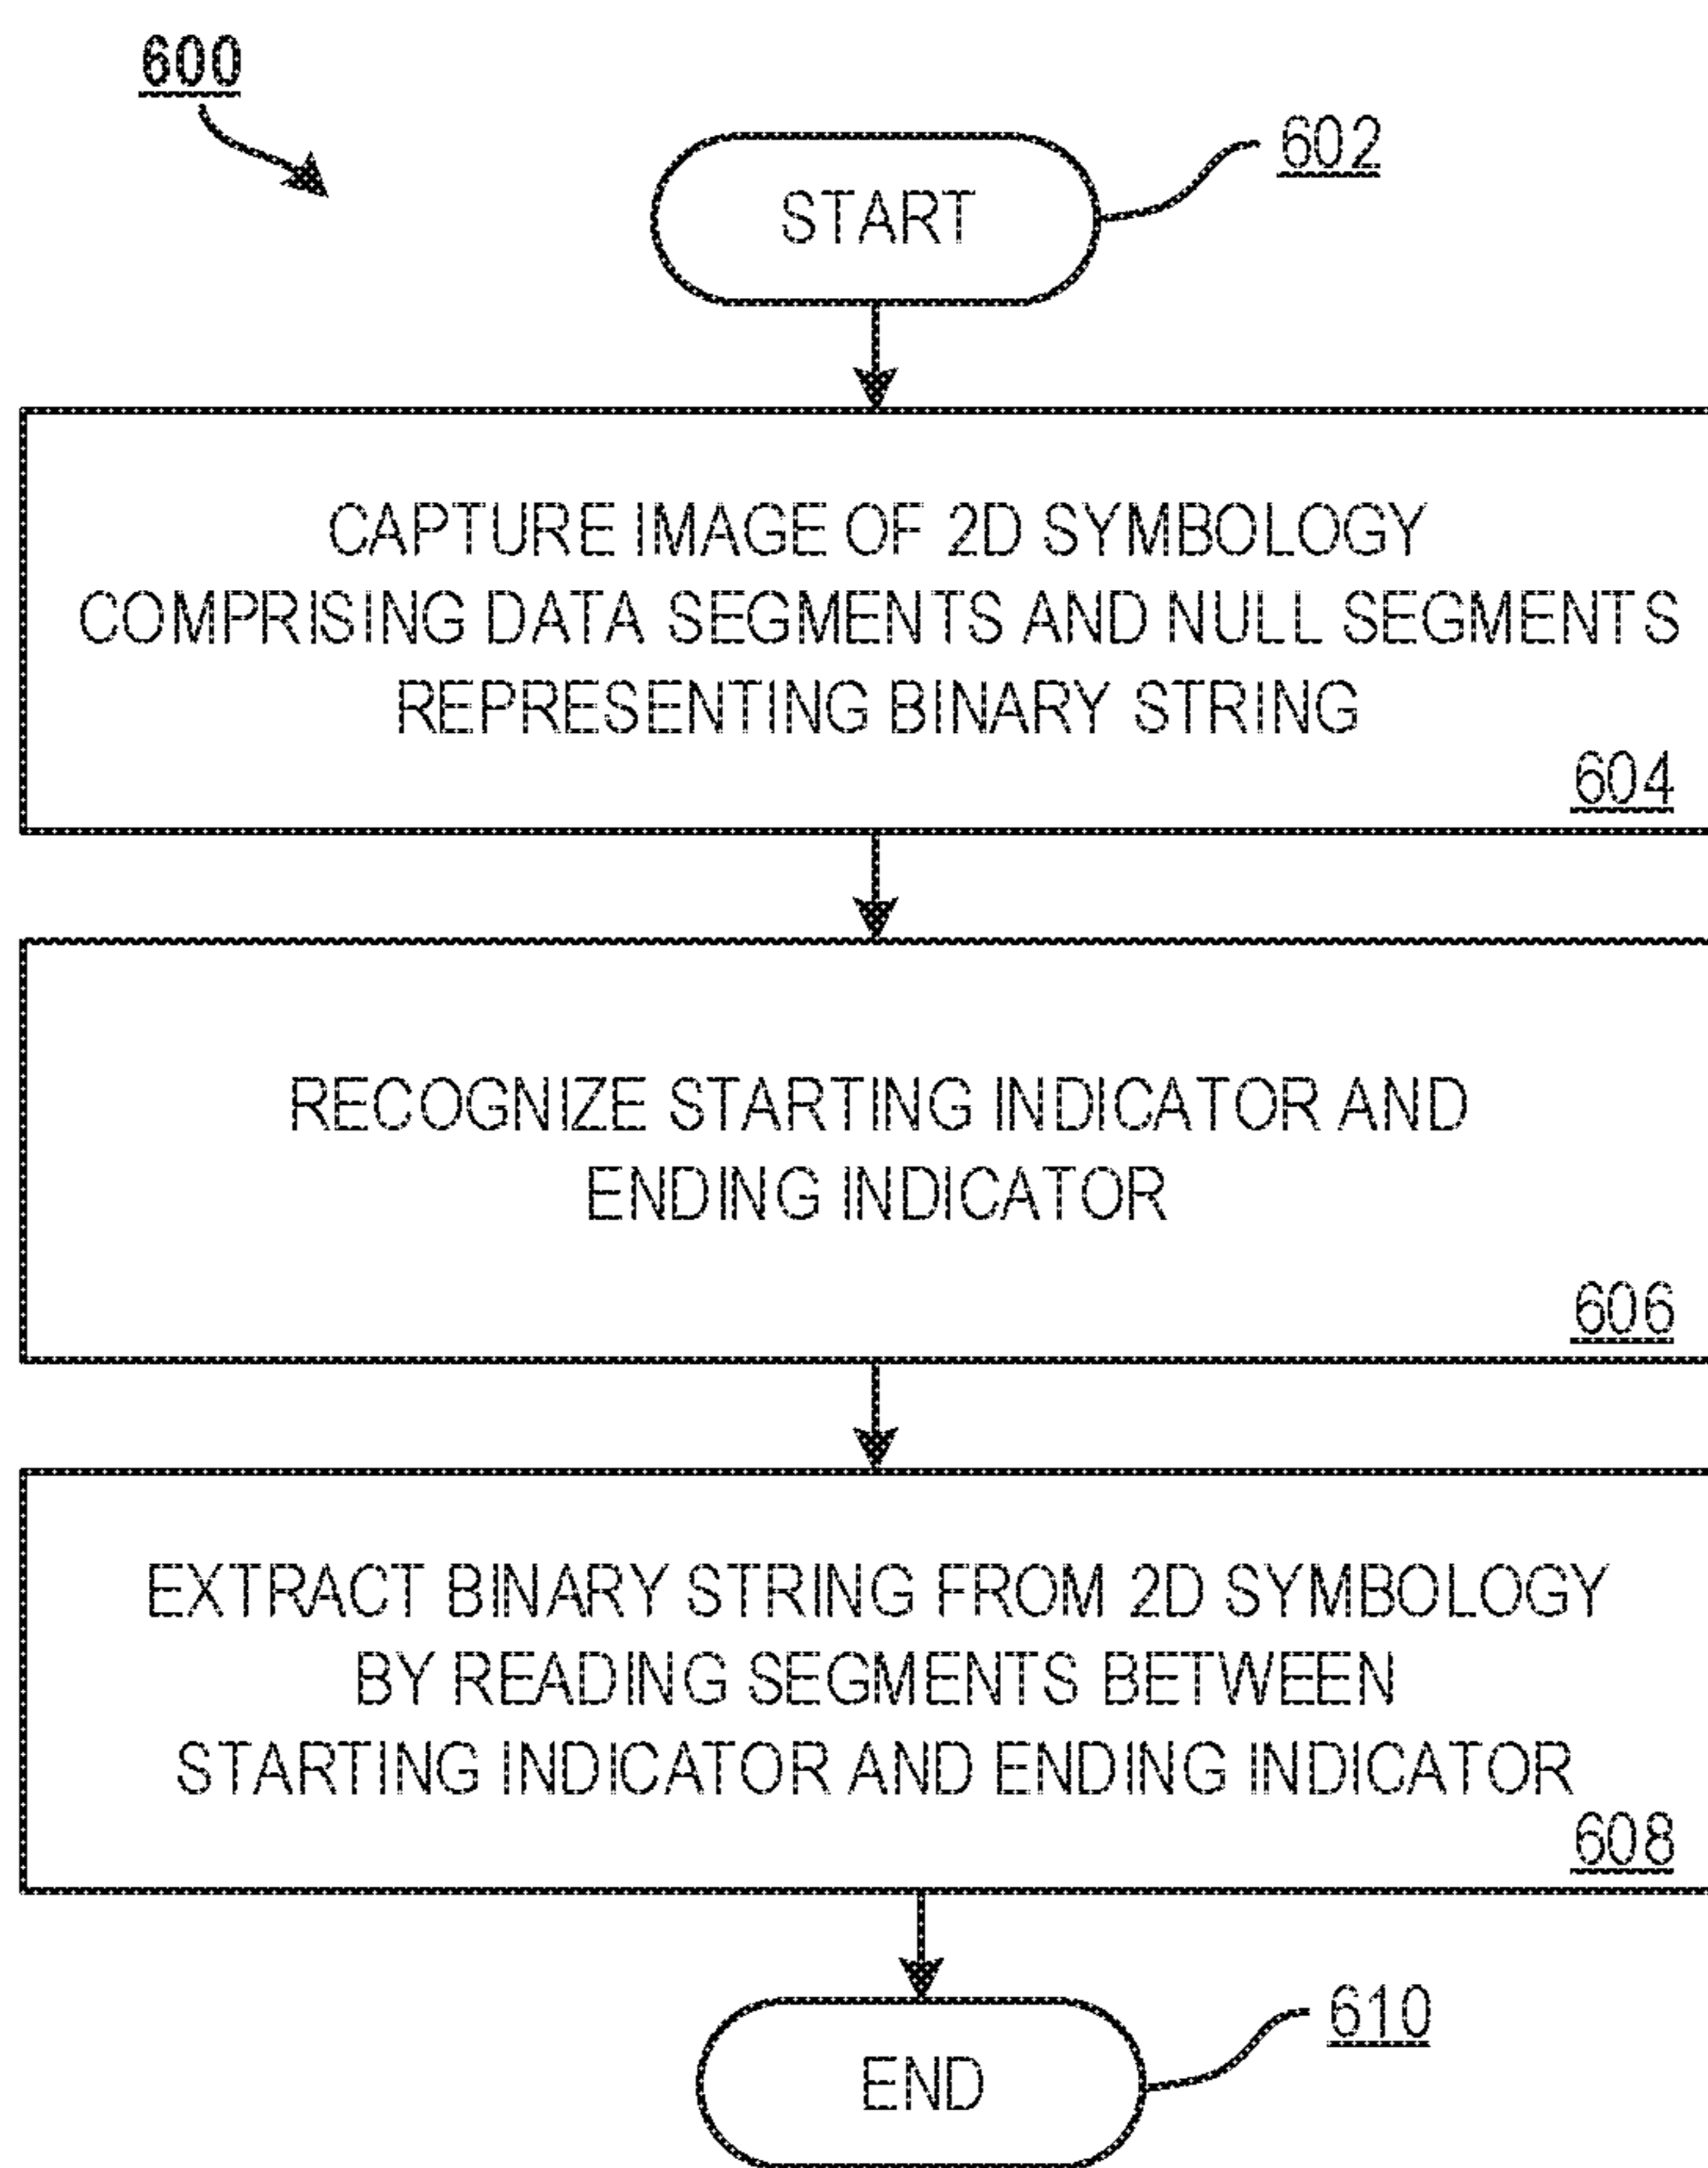 600
602
START
CAPTURE IMAGE OF 2D SYMBOLOGY
COMPRISING DATA SEGMENTS AND NULL SEGMENTS
REPRESENTING BINARY STRING
604
RECOGNIZE STARTING INDICATOR AND
ENDING INDICATOR
606
EXTRACT BINARY STRING FROM 2D SYMBOLOGY
BY READING SEGMENTS BETWEEN
STARTING INDICATOR AND ENDING INDICATOR
608
610
END